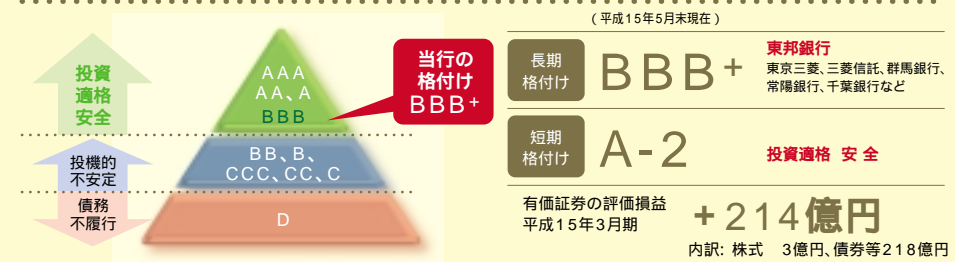 (平成15年5月末現在)
投資
適格
安全
AAA
AA、A
BBB
当行の
格付け
BBB+
投機的
不安定
BB、B、
CCC、CC、C
債務
不履行
D
長期
格付け
BBB+
東邦銀行
東京三菱、三菱信託、群馬銀行、
常陽銀行、千葉銀行など
短期
格付け
A-2
投資適格 安全
有価証券の評価損益
平成15年3月期
+214億円
内訳: 株式 3億円、債券等218億円